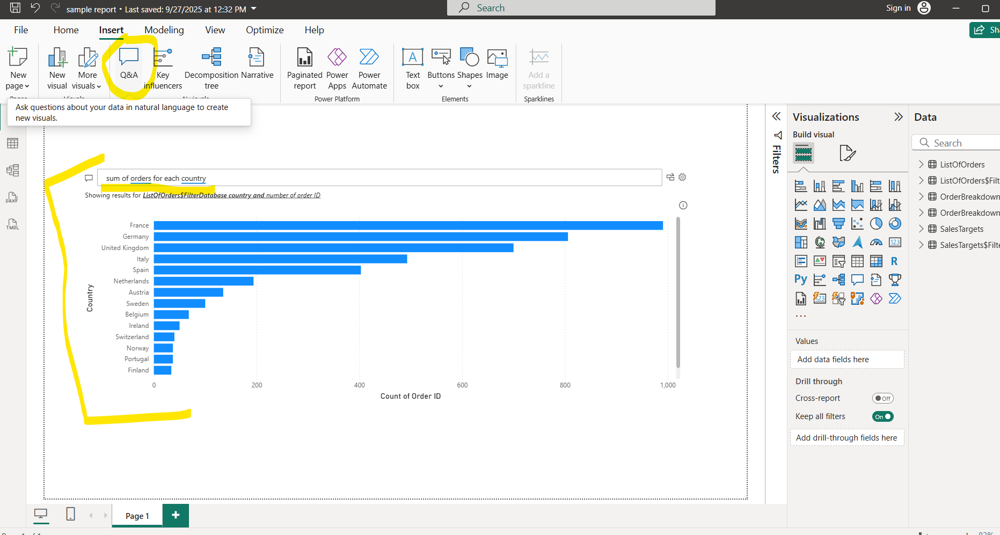 sample report • Last saved: 9/27/2025 at 12:32 PM
Search
Sign in
File Home Insert Modeling View Optimize Help
New page
New visual
More visuals
Q&A
Key influencers
Decomposition tree
Narrative
Paginated report
Power Apps
Power Automate
Power Platform
Text box
Buttons
Shapes
Image
Elements
Add a sparkline
Sparklines
Ask questions about your data in natural language to create
new visuals.
sum of orders for each country
Showing results for ListOfOrders$FilterDatabase country and number of order ID
Country
France
Germany
United Kingdom
Italy
Spain
Netherlands
Austria
Sweden
Belgium
Ireland
Switzerland
Norway
Portugal
Finland
0 200 400 600 800 1,000
Count of Order ID
DAX
TMDL
Filters
Visualizations
Build visual
123
R
Py
123
...
Values
Add data fields here
Drill through
Cross-report
Off
Keep all filters
On
Add drill-through fields here
Data
Search
ListOfOrders
ListOfOrders$Filt
OrderBreakdown
OrderBreakdown
SalesTargets
SalesTargets$Filte
Page 1